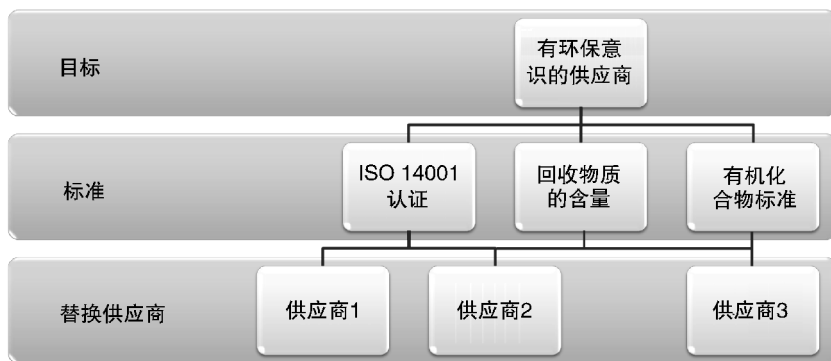 目标
有环保意
识的供应商
标准
ISO 14001
认证
回收物质
的含量
有机化
合物标准
替换供应商
供应商1
供应商2
供应商3